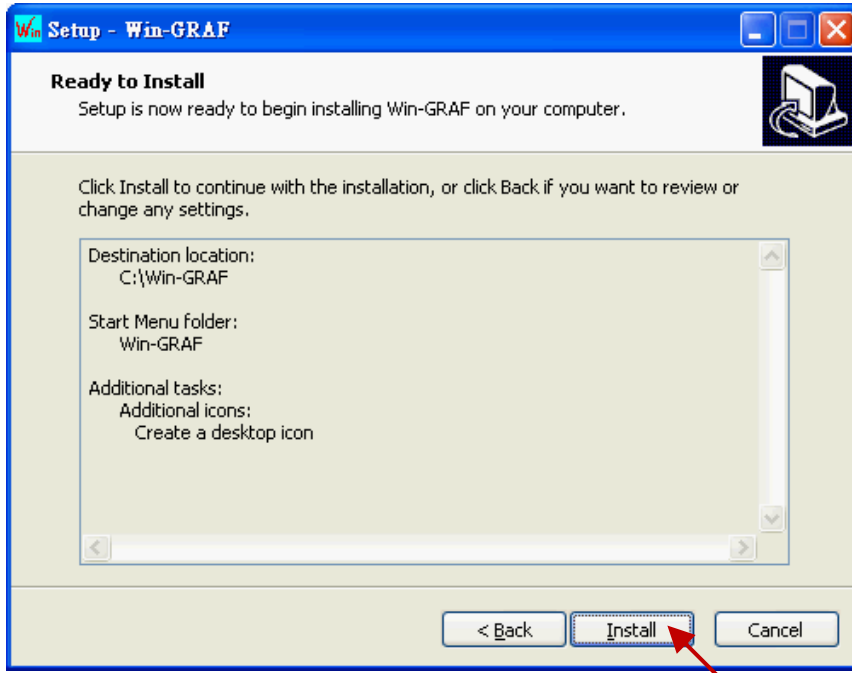 Win Setup - Win-GRAF
Ready to Install
Setup is now ready to begin installing Win-GRAF on your computer.
Click Install to continue with the installation, or click Back if you want to review or
change any settings.
Destination location:
C:\Win-GRAF
Start Menu folder:
Win-GRAF
Additional tasks:
Additional icons:
Create a desktop icon
< Back Install Cancel